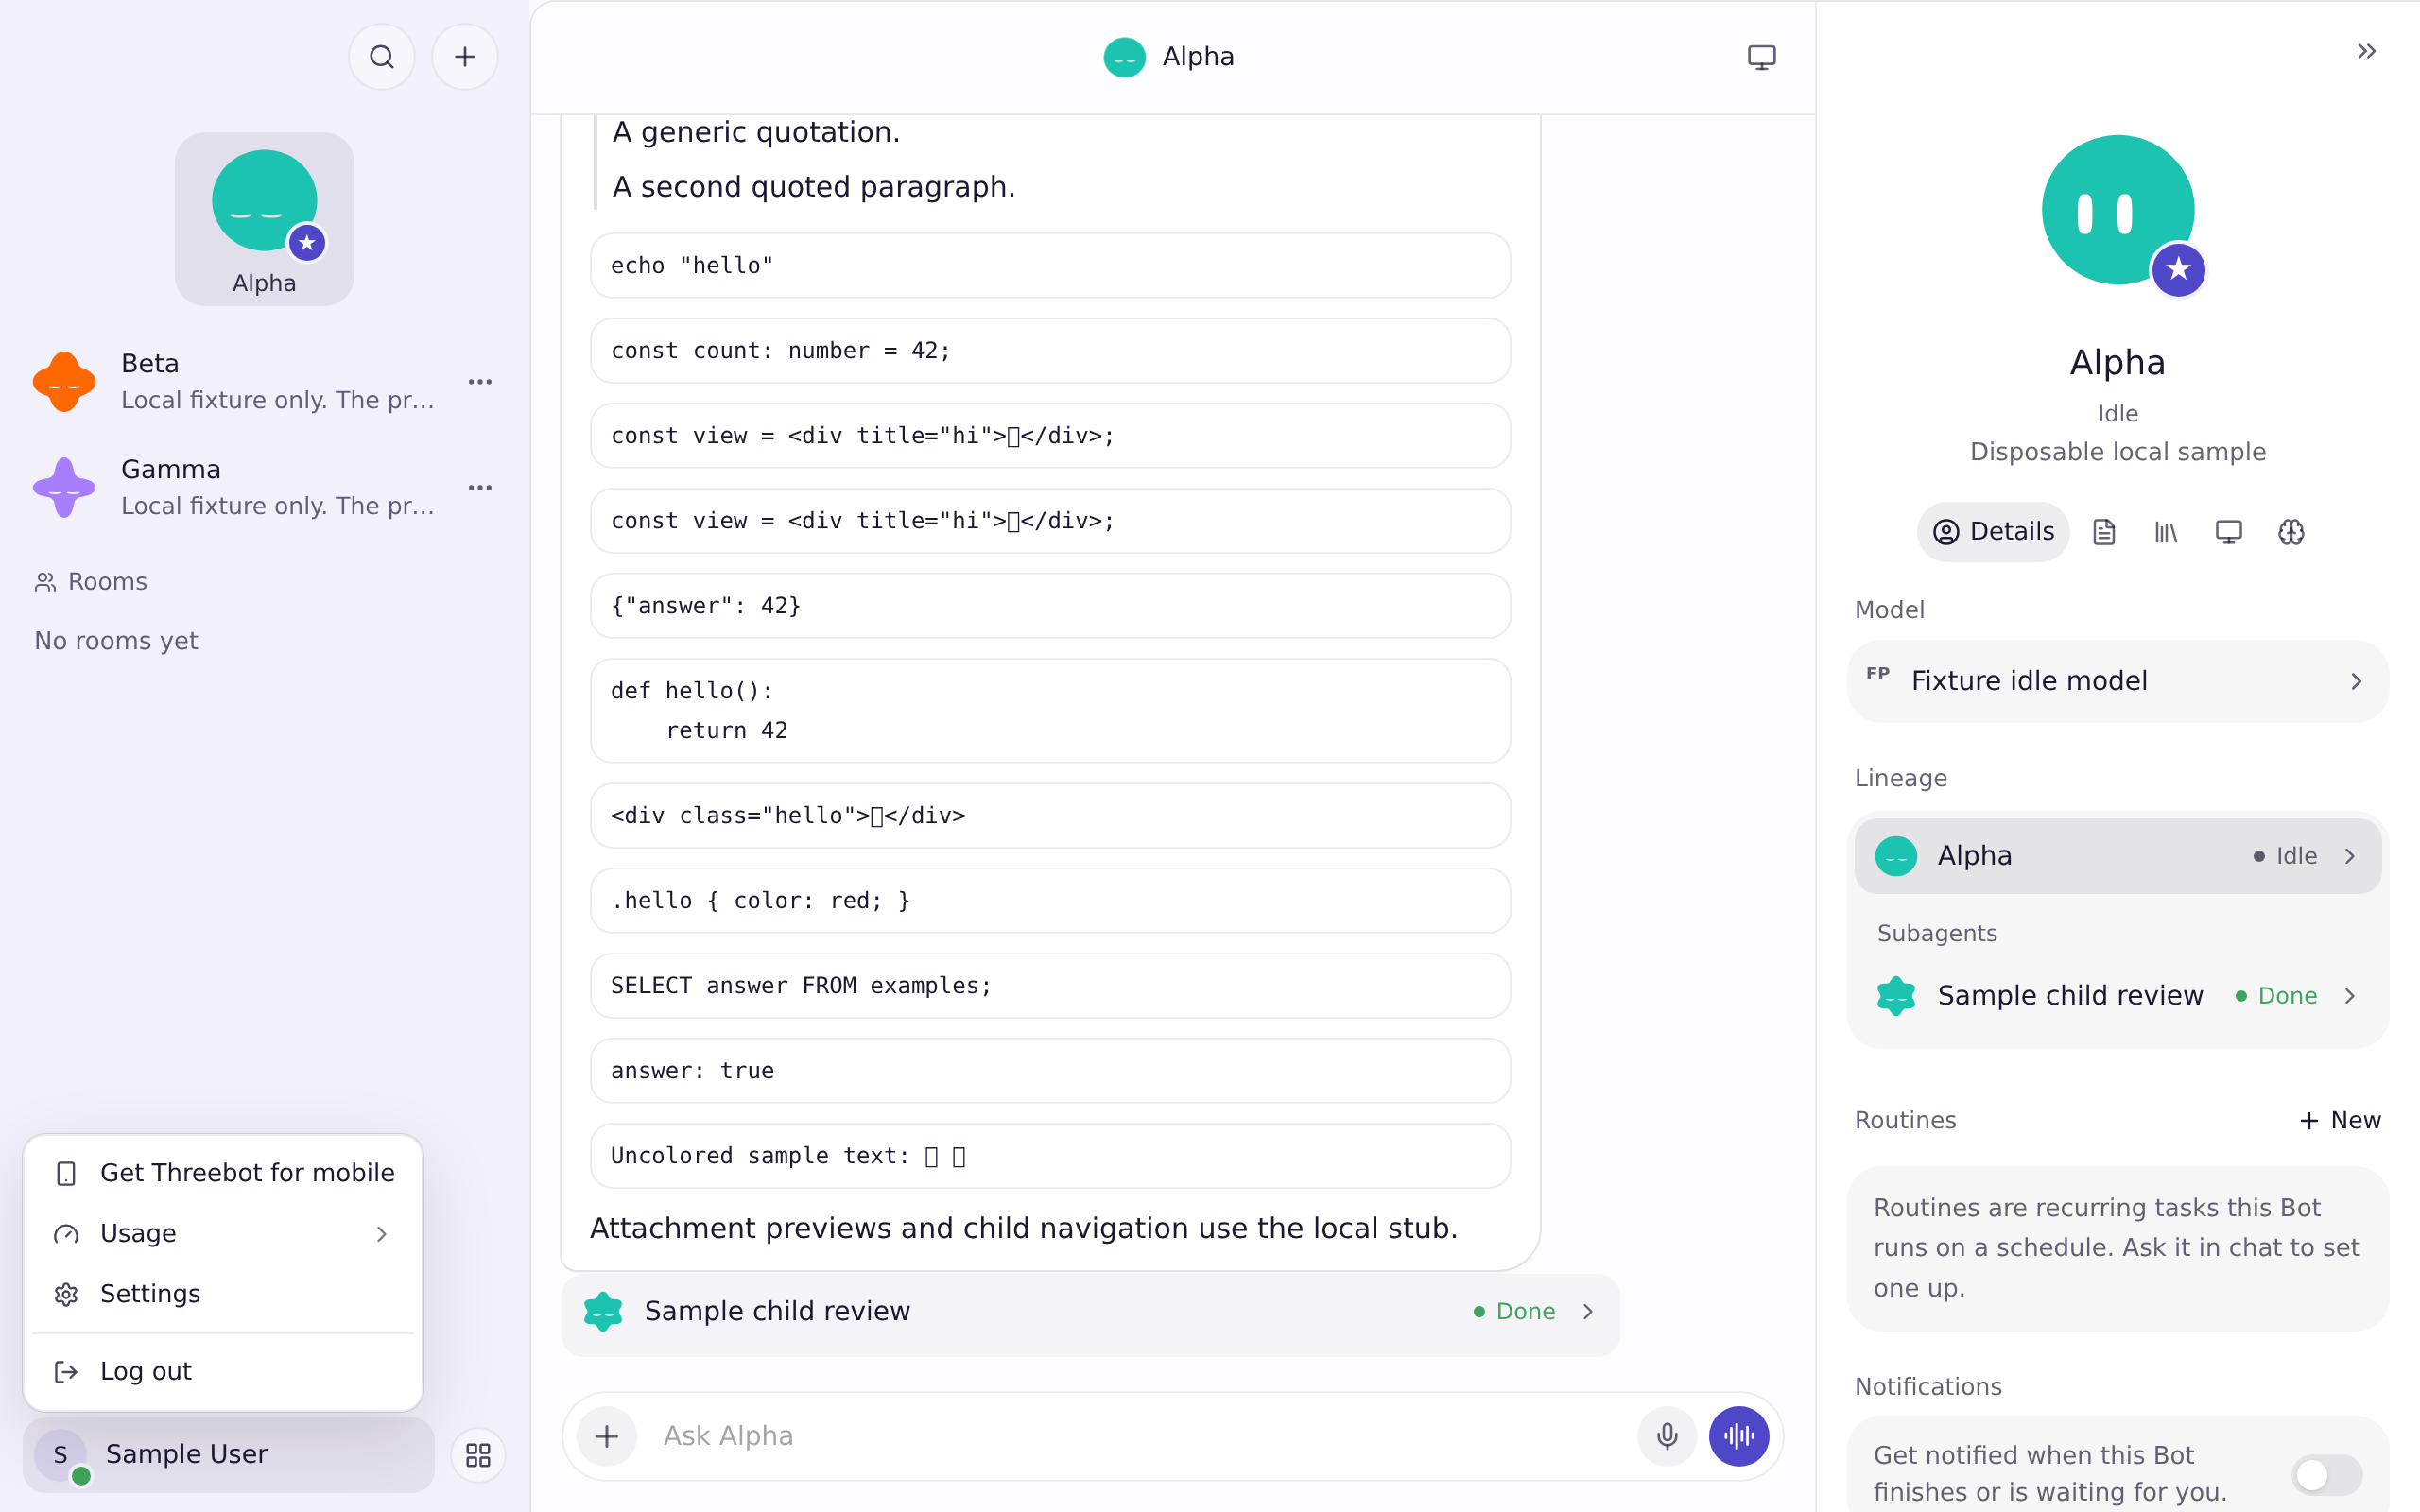 Alpha
Beta
Local fixture only. The pr...
Gamma
Local fixture only. The pr...
Rooms
No rooms yet
Get Threebot for mobile
Usage
Settings
Log out
S
Sample User
Alpha
A generic quotation.
A second quoted paragraph.
echo "hello"
const count: number = 42;
const view = <div title="hi">▯</div>;
const view = <div title="hi">▯</div>;
{"answer": 42}
def hello():
    return 42
<div class="hello">▯</div>
.hello { color: red; }
SELECT answer FROM examples;
answer: true
Uncolored sample text: ▯ ▯
Attachment previews and child navigation use the local stub.
Sample child review
Done
Ask Alpha
Alpha
Idle
Disposable local sample
Details
Model
FP Fixture idle model
Lineage
Alpha
Idle
Subagents
Sample child review
Done
Routines
New
Routines are recurring tasks this Bot
runs on a schedule. Ask it in chat to set
one up.
Notifications
Get notified when this Bot
finishes or is waiting for you.